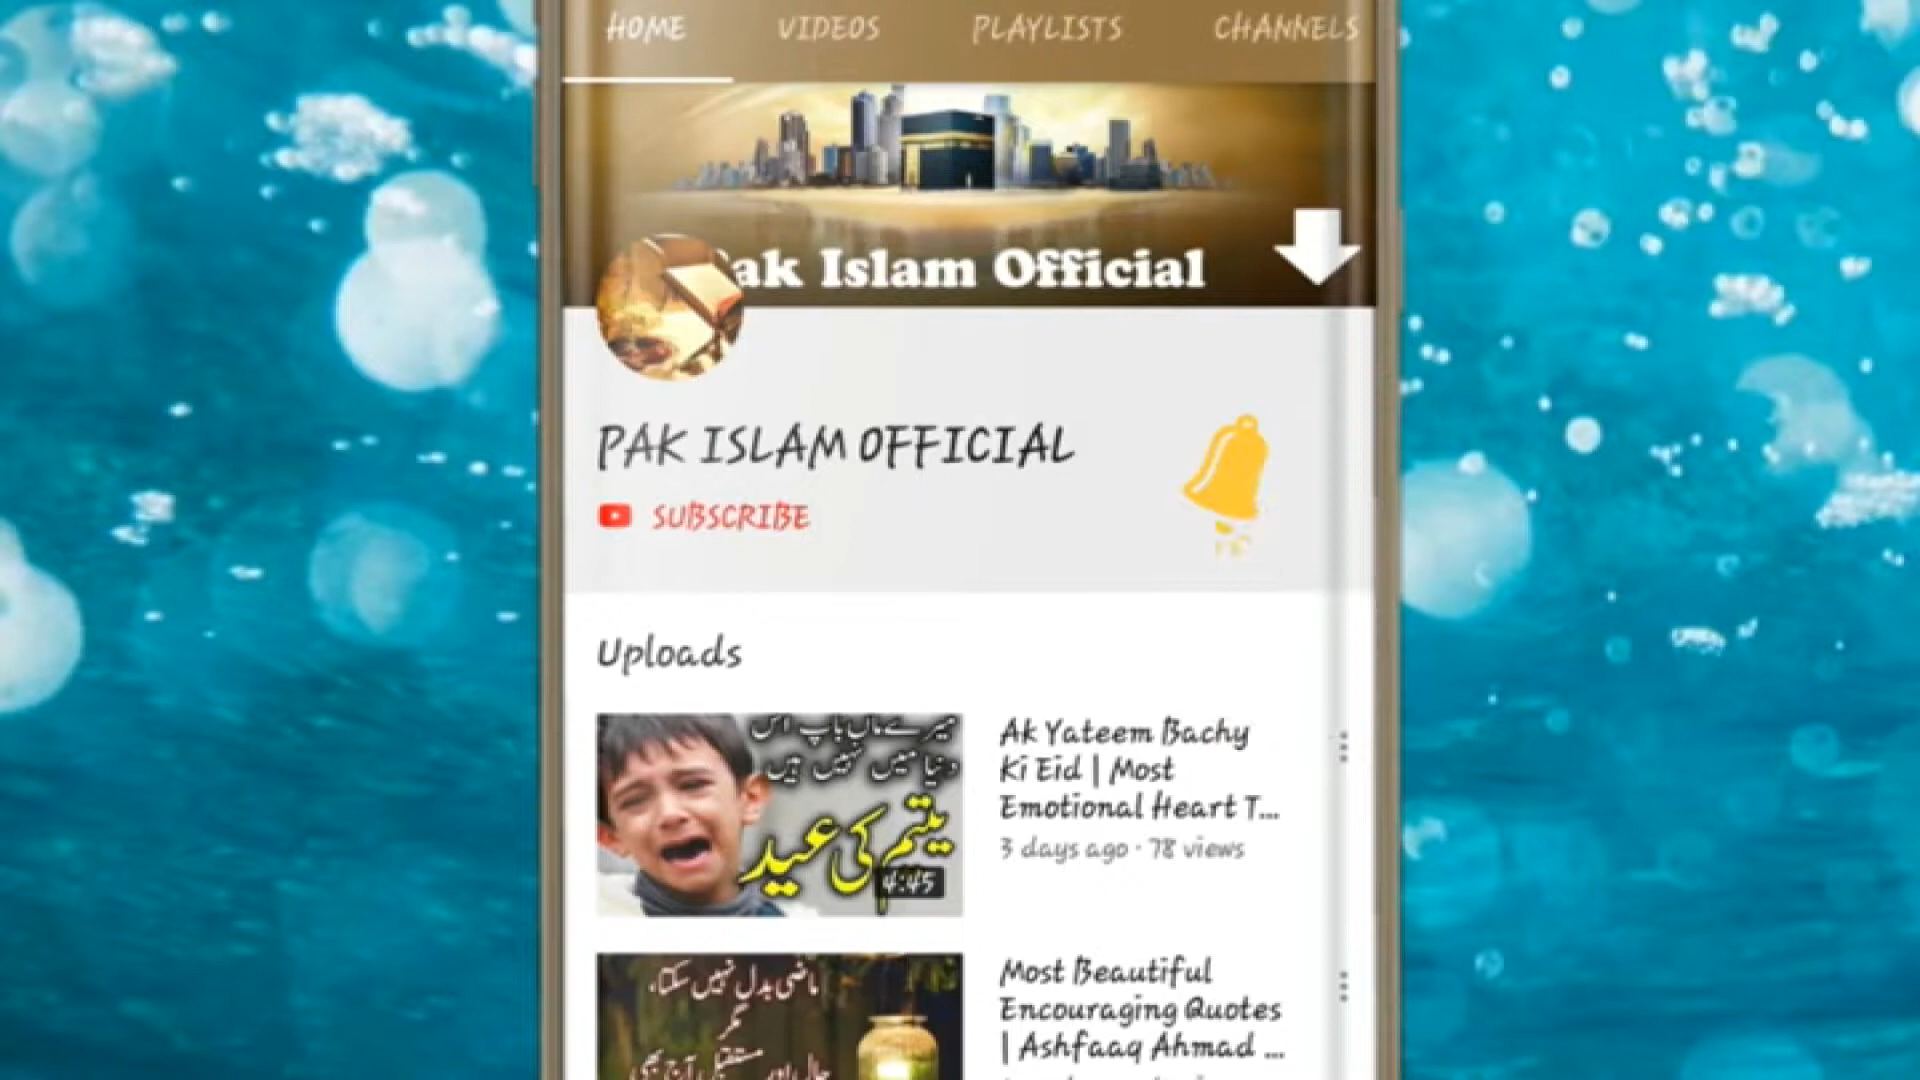 HOME VIDEOS PLAYLISTS CHANNELS
ak Islam Official
PAK ISLAM OFFICIAL
SUBSCRIBE
Uploads
میرے ماں باپ اس
دنیا میں نہیں ہیں
یتیم کی عید
4:45
Ak Yateem Bachy
Ki Eid | Most
Emotional Heart T...
3 days ago · 78 views
ماضی بدل نہیں سکتا،
مگر
Most Beautiful
Encouraging Quotes
| Ashfaaq Ahmad ...